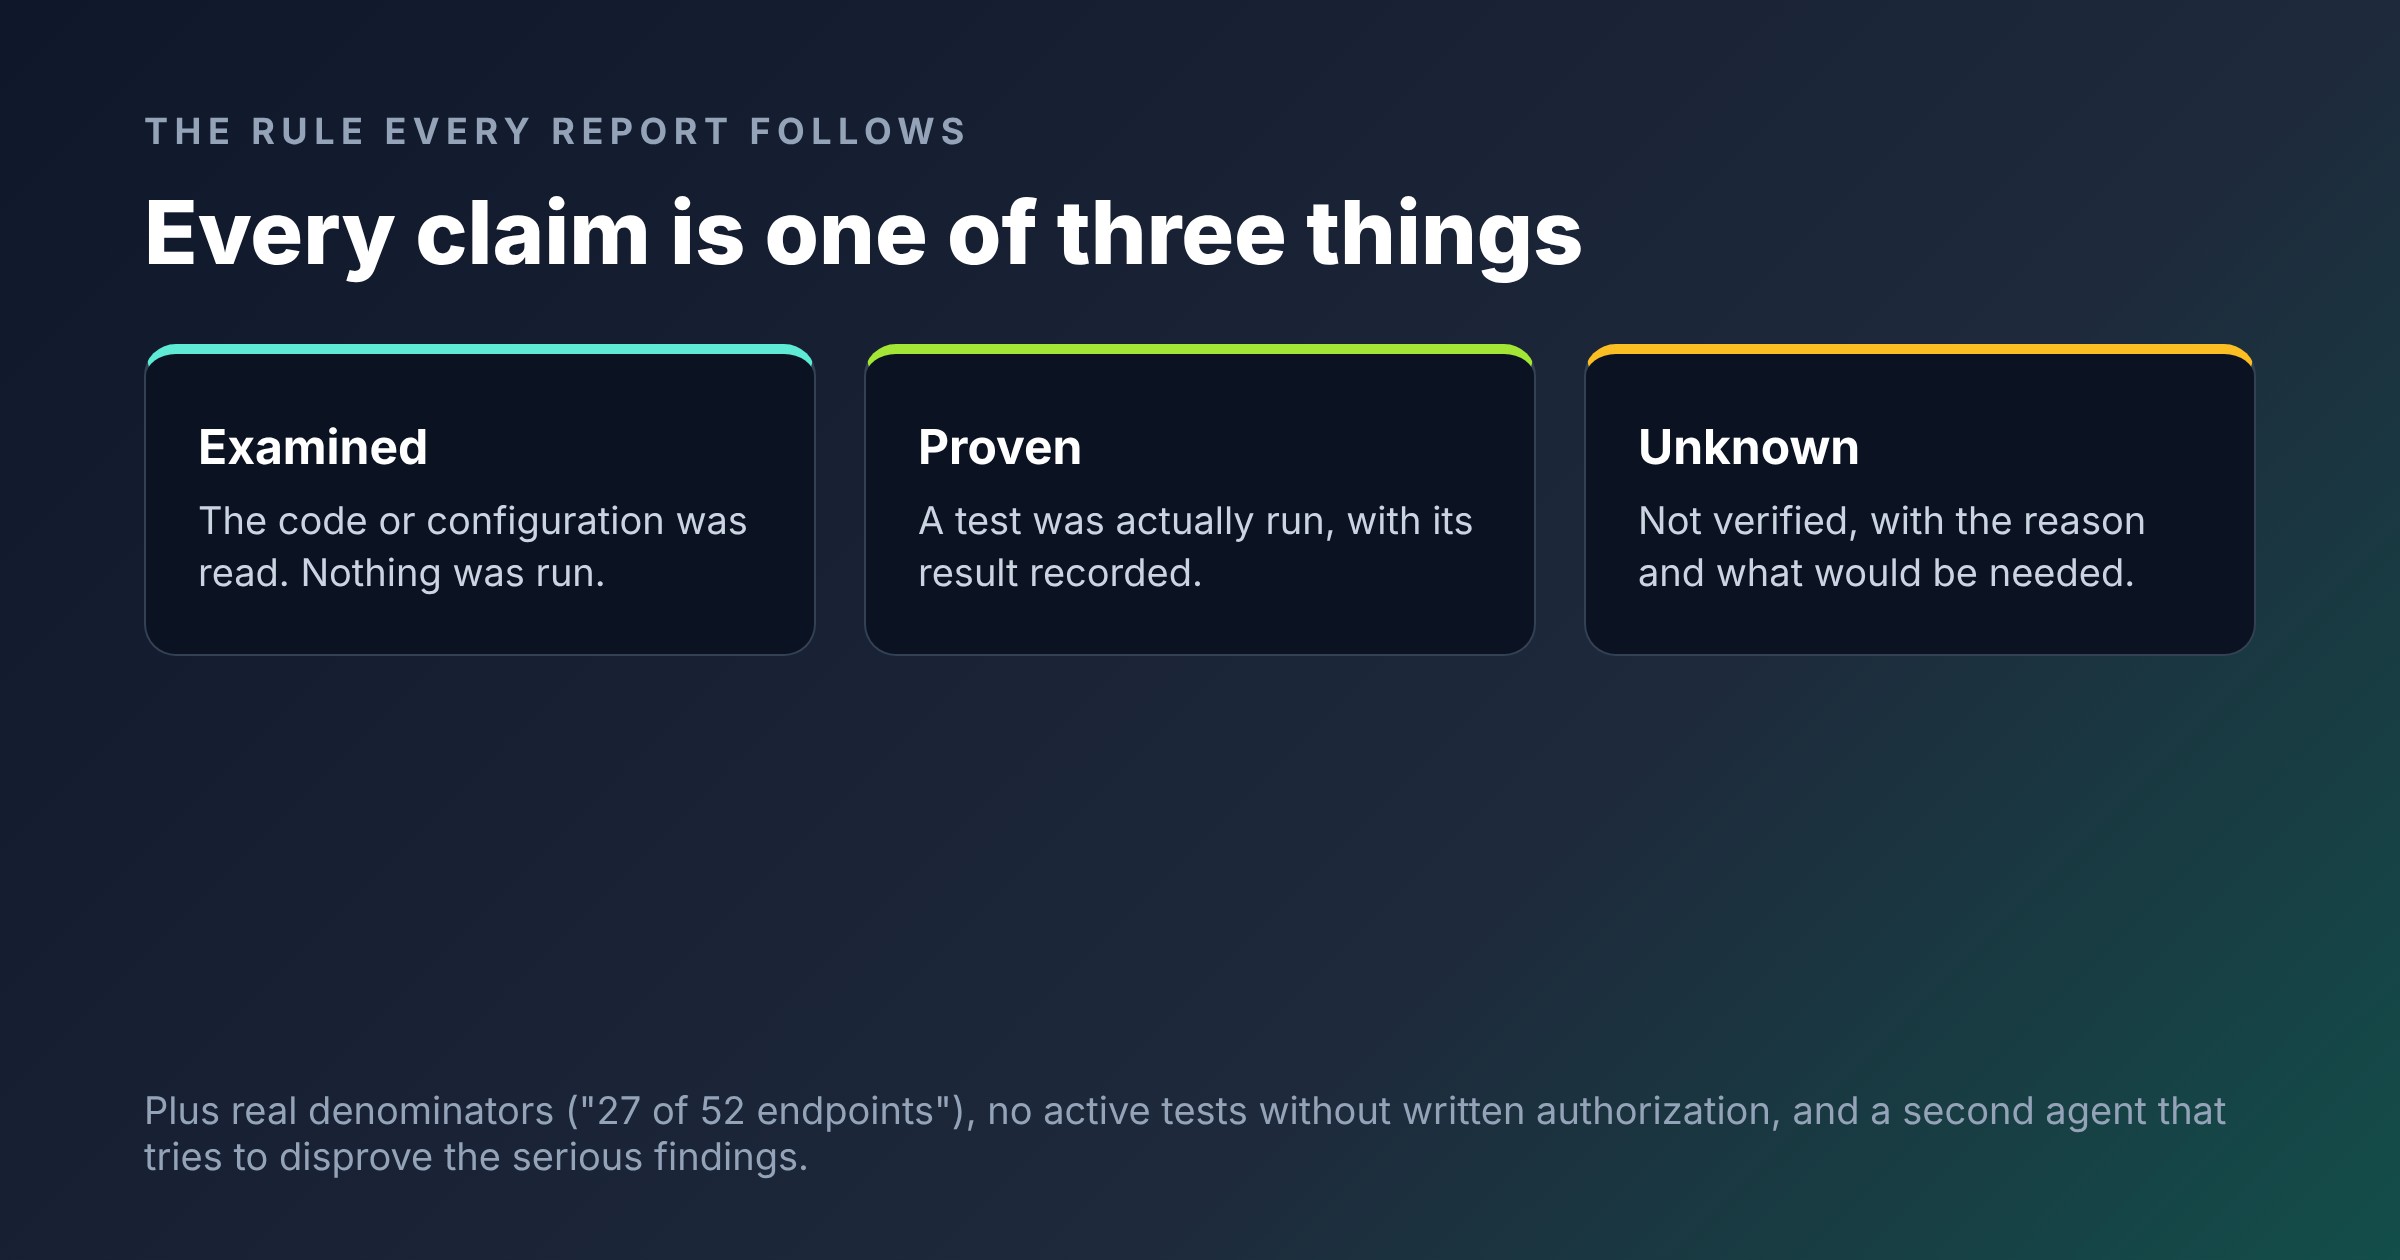 THE RULE EVERY REPORT FOLLOWS
Every claim is one of three things
Examined
The code or configuration was
read. Nothing was run.
Proven
A test was actually run, with its
result recorded.
Unknown
Not verified, with the reason
and what would be needed.
Plus real denominators ("27 of 52 endpoints"), no active tests without written authorization, and a second agent that
tries to disprove the serious findings.